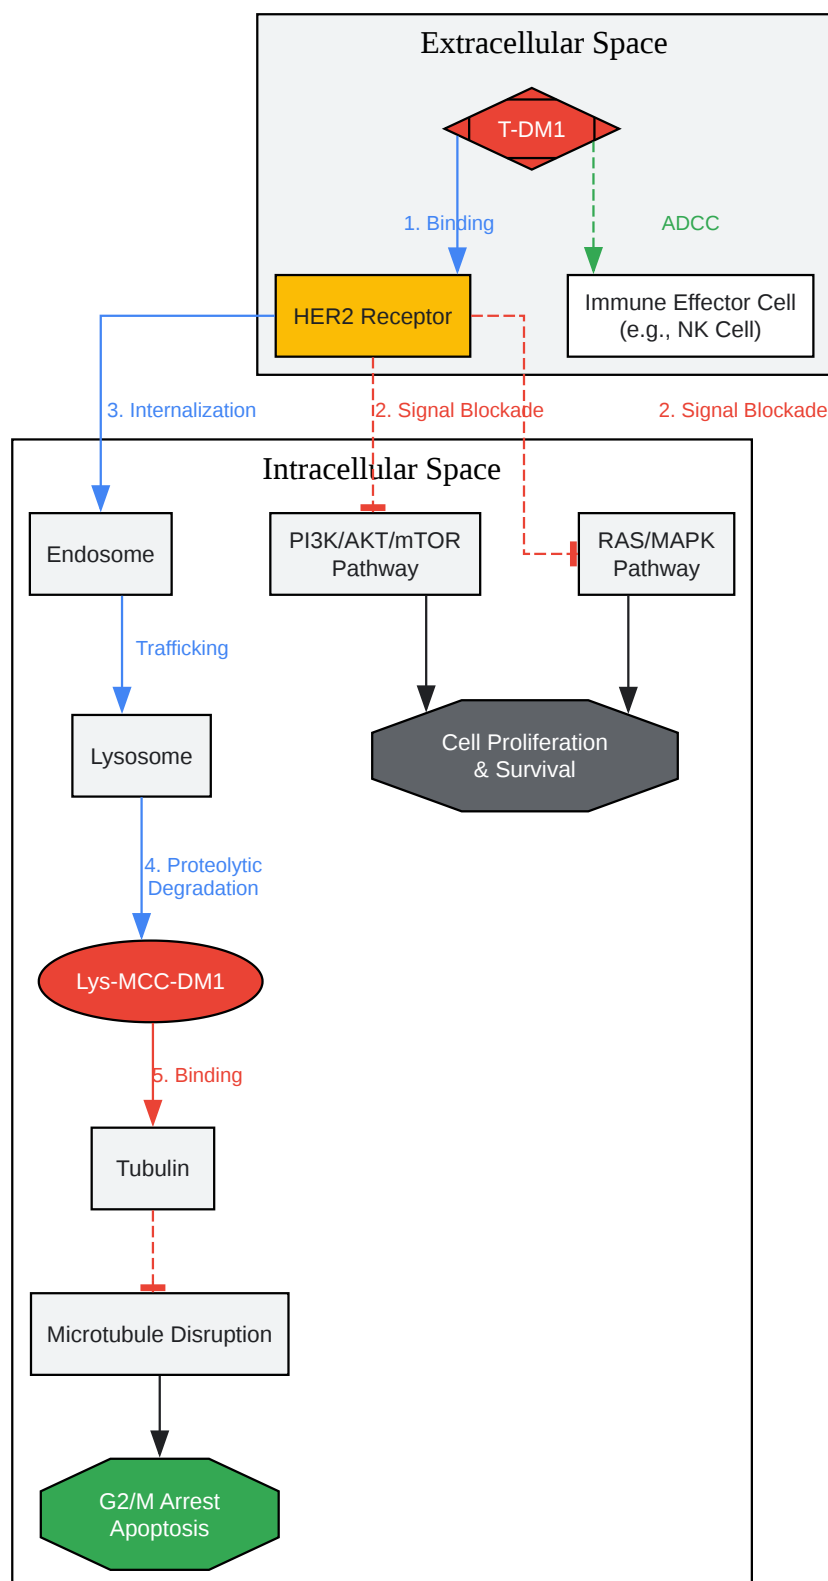 Extracellular Space
T-DM1
1. Binding
ADCC
HER2 Receptor
Immune Effector Cell
(e.g., NK Cell)
3. Internalization
2. Signal Blockade
2. Signal Blockade
Intracellular Space
Endosome
PI3K/AKT/mTOR
Pathway
RAS/MAPK
Pathway
Trafficking
Lysosome
Cell Proliferation
& Survival
4. Proteolytic
Degradation
Lys-MCC-DM1
5. Binding
Tubulin
Microtubule Disruption
G2/M Arrest
Apoptosis